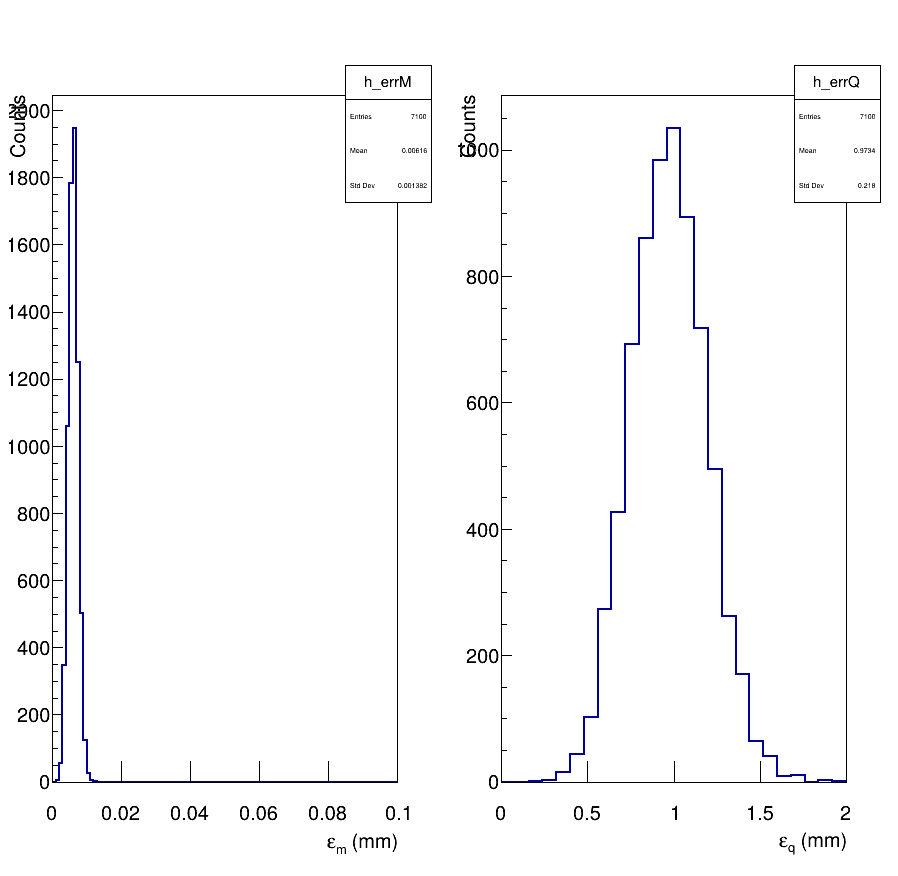 h_errM
Entries 7100
Mean 0.00616
Std Dev 0.001382
Counts
2000
1800
1600
1400
1200
1000
800
600
400
200
0
0 0.02 0.04 0.06 0.08 0.1
εm (mm)
h_errQ
Entries 7100
Mean 0.9734
Std Dev 0.218
Counts
1000
800
600
400
200
0
0 0.5 1 1.5 2
εq (mm)